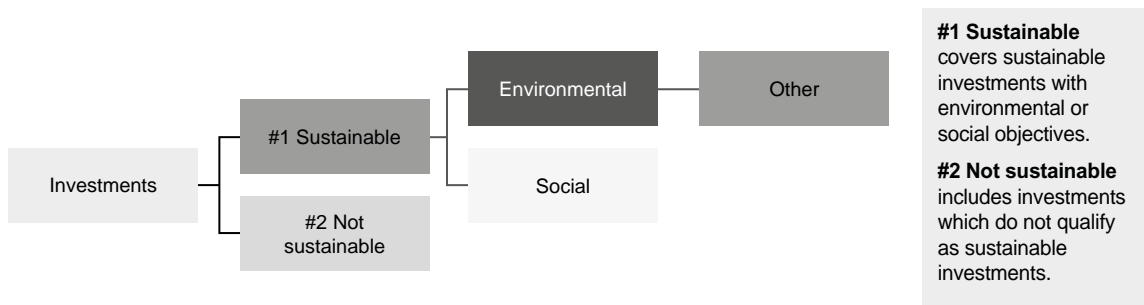 Investments
#1 Sustainable
#2 Not
sustainable
Environmental
Social
Other
#1 Sustainable
covers sustainable
investments with
environmental or
social objectives.
#2 Not sustainable
includes investments
which do not qualify
as sustainable
investments.